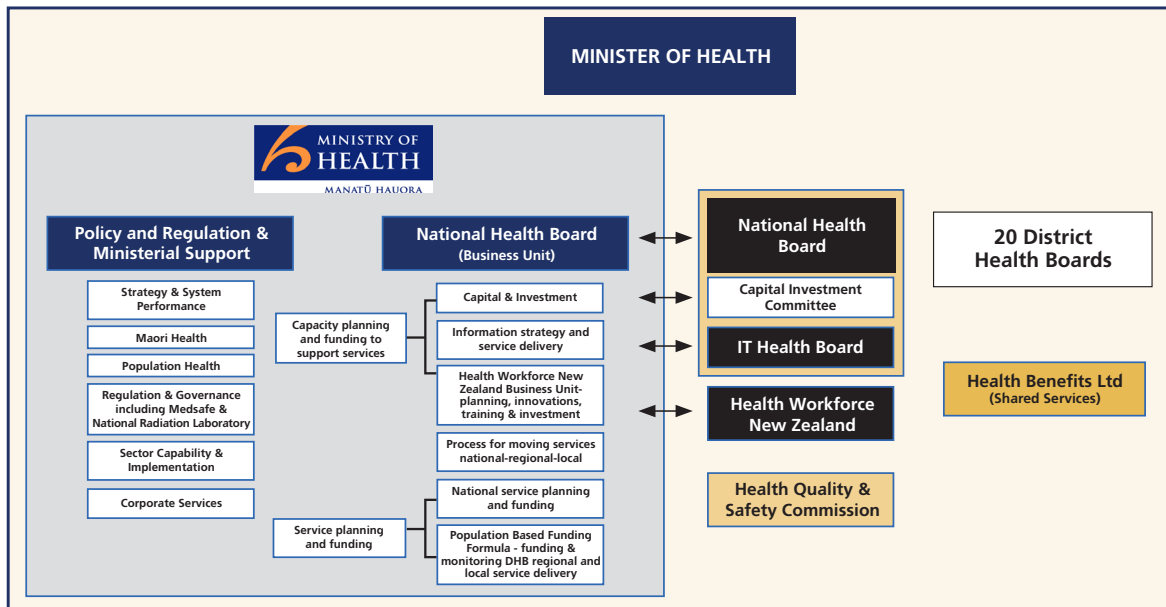 MINISTER OF HEALTH
MINISTRY OF
HEALTH
MANATŪ HAUORA
Policy and Regulation &
Ministerial Support
Strategy & System
Performance
Maori Health
Population Health
Regulation & Governance
including Medsafe &
National Radiation Laboratory
Sector Capability &
Implementation
Corporate Services
National Health Board
(Business Unit)
Capacity planning
and funding to
support services
Capital & Investment
Information strategy and
service delivery
Health Workforce New
Zealand Business Unit-
planning, innovations,
training & investment
Process for moving services
national-regional-local
Service planning
and funding
National service planning
and funding
Population Based Funding
Formula - funding &
monitoring DHB regional and
local service delivery
National Health
Board
Capital Investment
Committee
IT Health Board
Health Workforce
New Zealand
Health Quality &
Safety Commission
20 District
Health Boards
Health Benefits Ltd
(Shared Services)